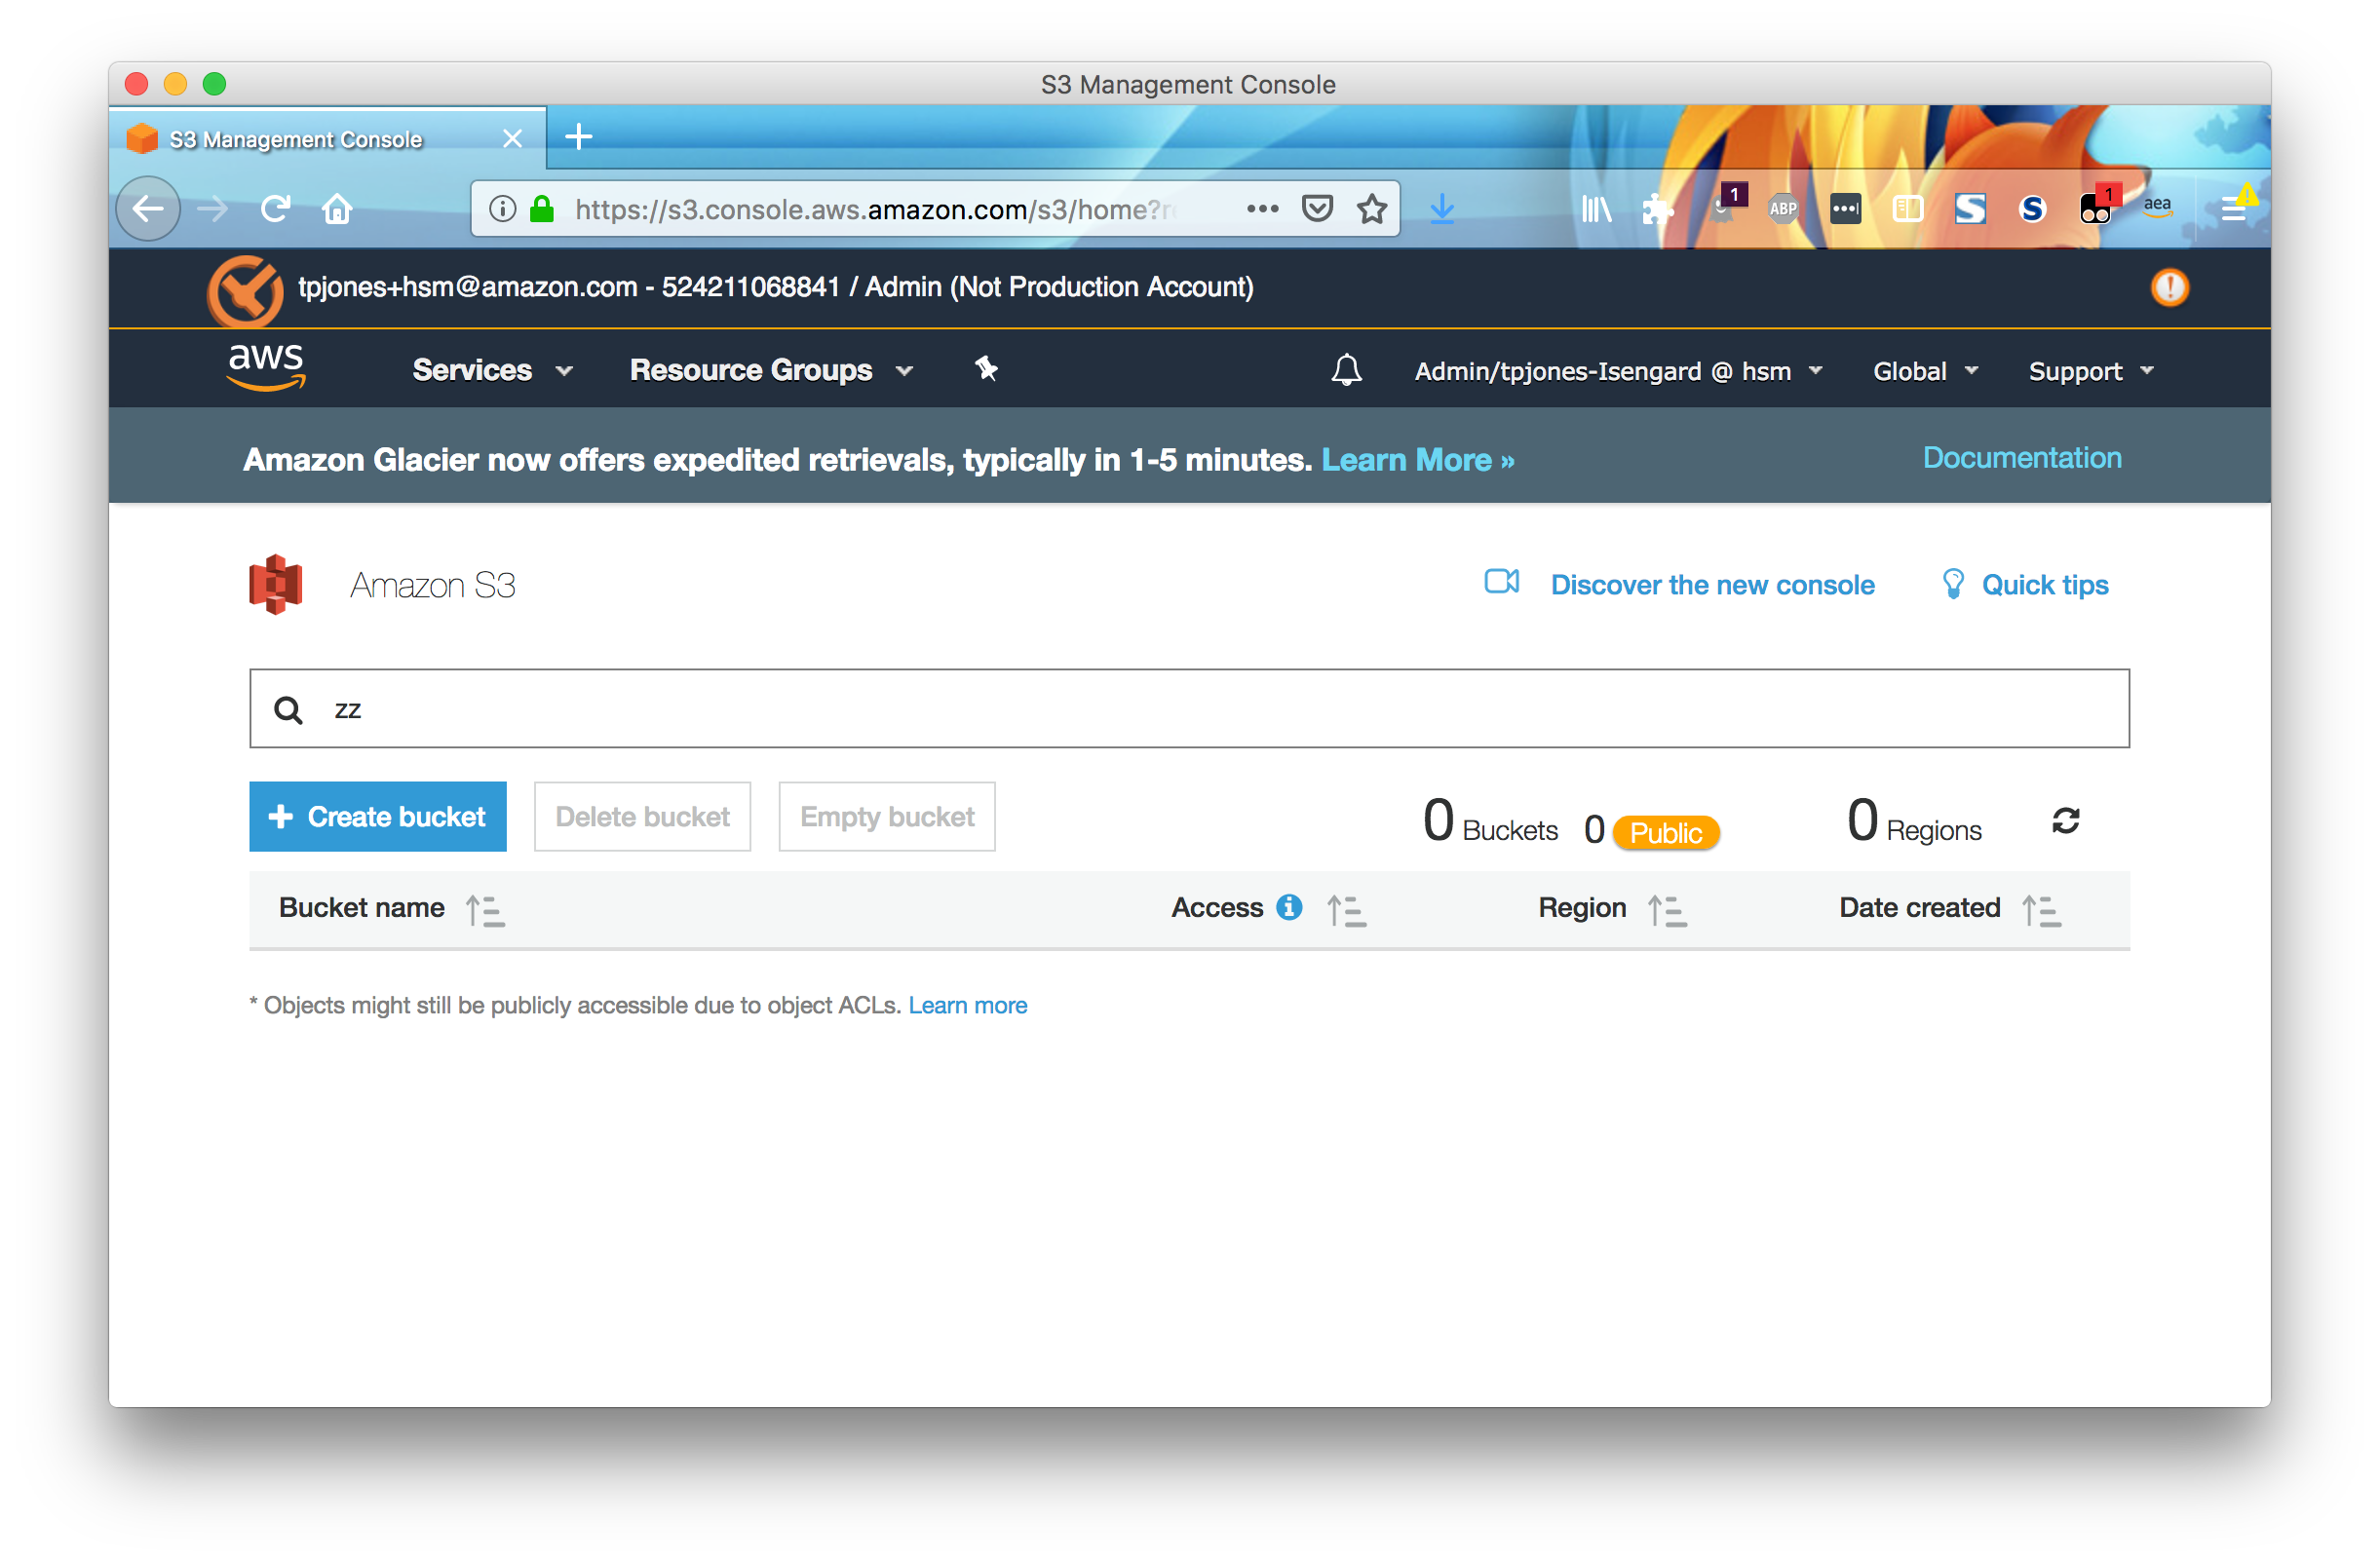 S3 Management Console
S3 Management Console
https://s3.console.aws.amazon.com/s3/home?r
1
ABP
S
S
1
aea
tpjones+hsm@amazon.com - 524211068841 / Admin (Not Production Account)
aws
Services
Resource Groups
Admin/tpjones-Isengard @ hsm
Global
Support
Amazon Glacier now offers expedited retrievals, typically in 1-5 minutes. Learn More »
Documentation
Amazon S3
Discover the new console
Quick tips
zz
+ Create bucket
Delete bucket
Empty bucket
0 Buckets
0 Public
0 Regions
Bucket name
Access
Region
Date created
* Objects might still be publicly accessible due to object ACLs. Learn more